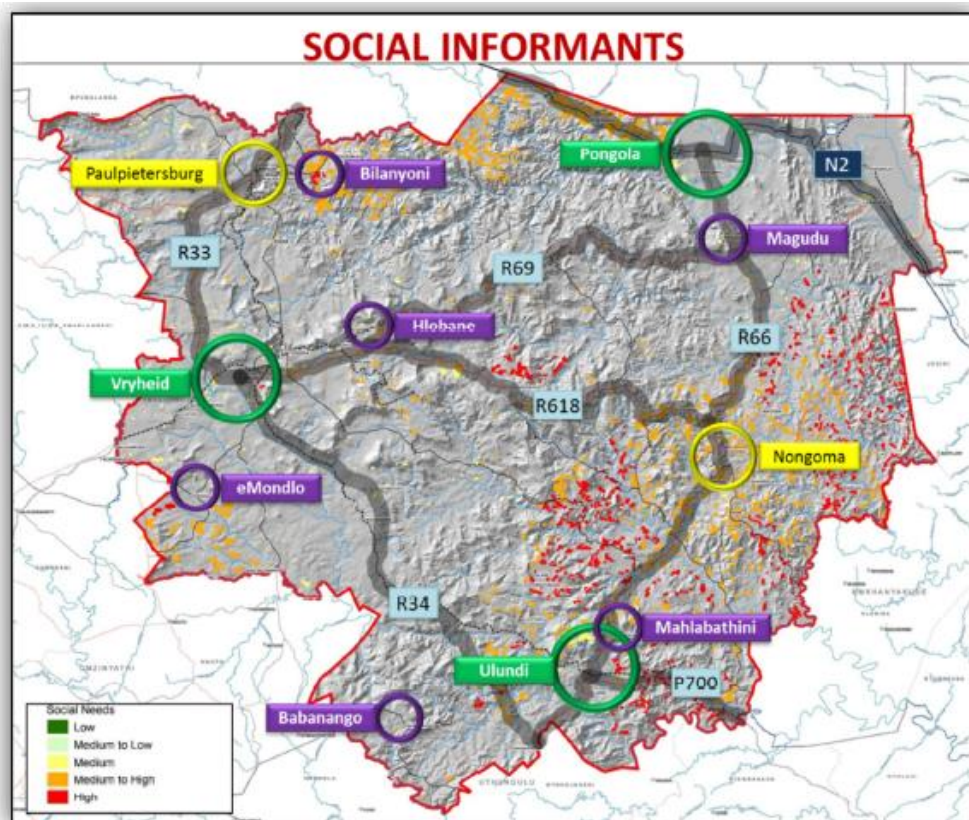 SOCIAL INFORMANTS
Pongola
N2
Paulpietersburg
Bilanyoni
Magudu
R33
R69
Hlobane
R66
Vryheid
R618
Nongoma
eMondlo
R34
Mahlabathini
Ulundi
P700
Babanango
Social Needs
Low
Medium to Low
Medium
Medium to High
High